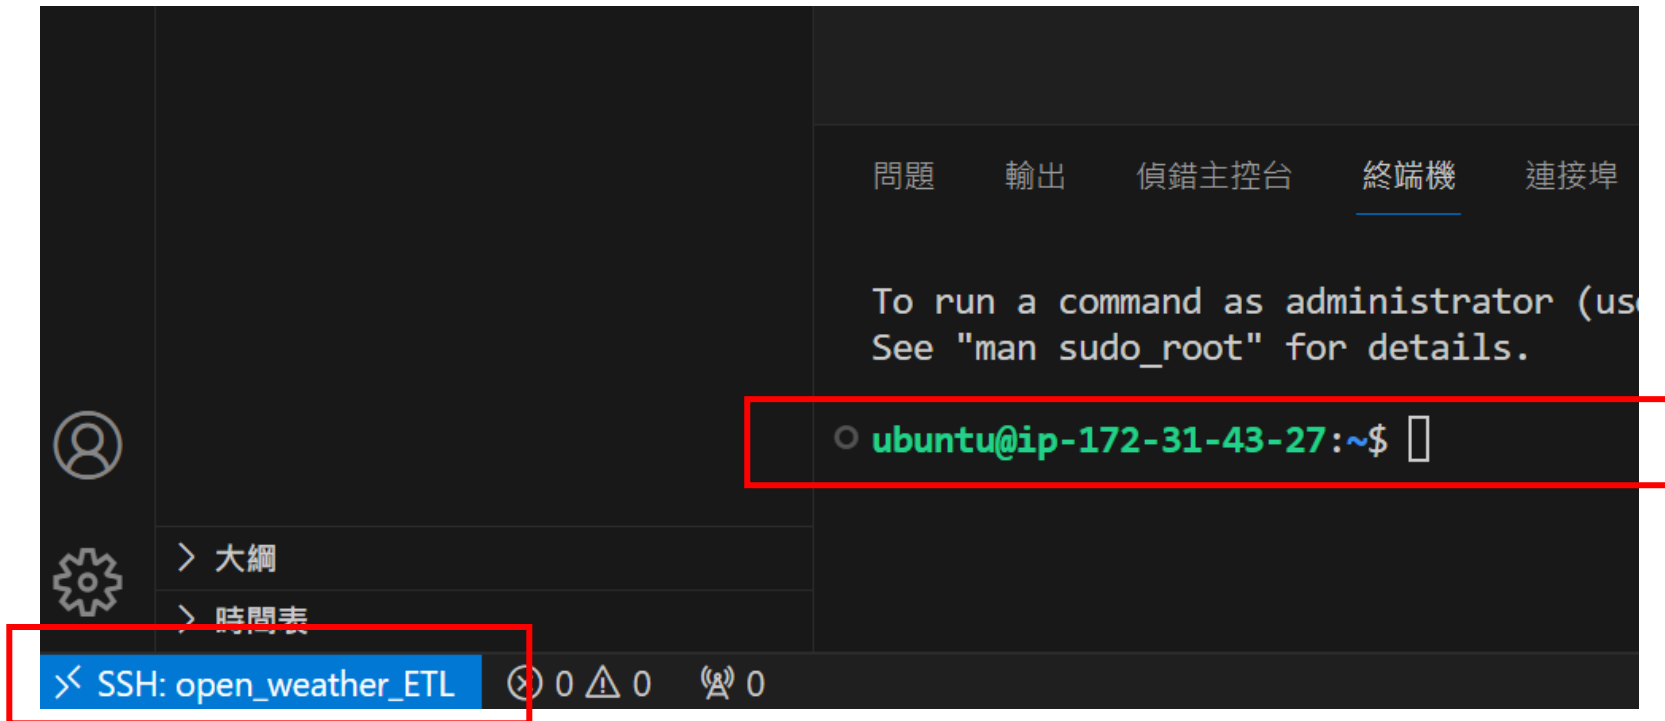 問題 輸出 偵錯主控台 終端機 連接埠
To run a command as administrator (us
See "man sudo_root" for details.
ubuntu@ip-172-31-43-27:~$
大綱
時間表
SSH: open_weather_ETL 0 0 0